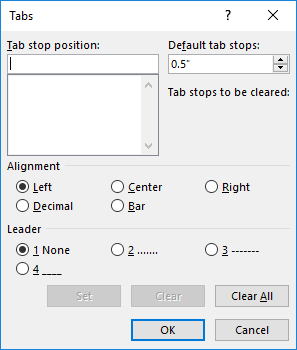 Tabs
Tab stop position: Default tab stops:
0.5"
Tab stops to be cleared:
Alignment
Left Center Right
Decimal Bar
Leader
1 None 2 ....... 3 -------
4 ____
Set Clear Clear All
OK Cancel